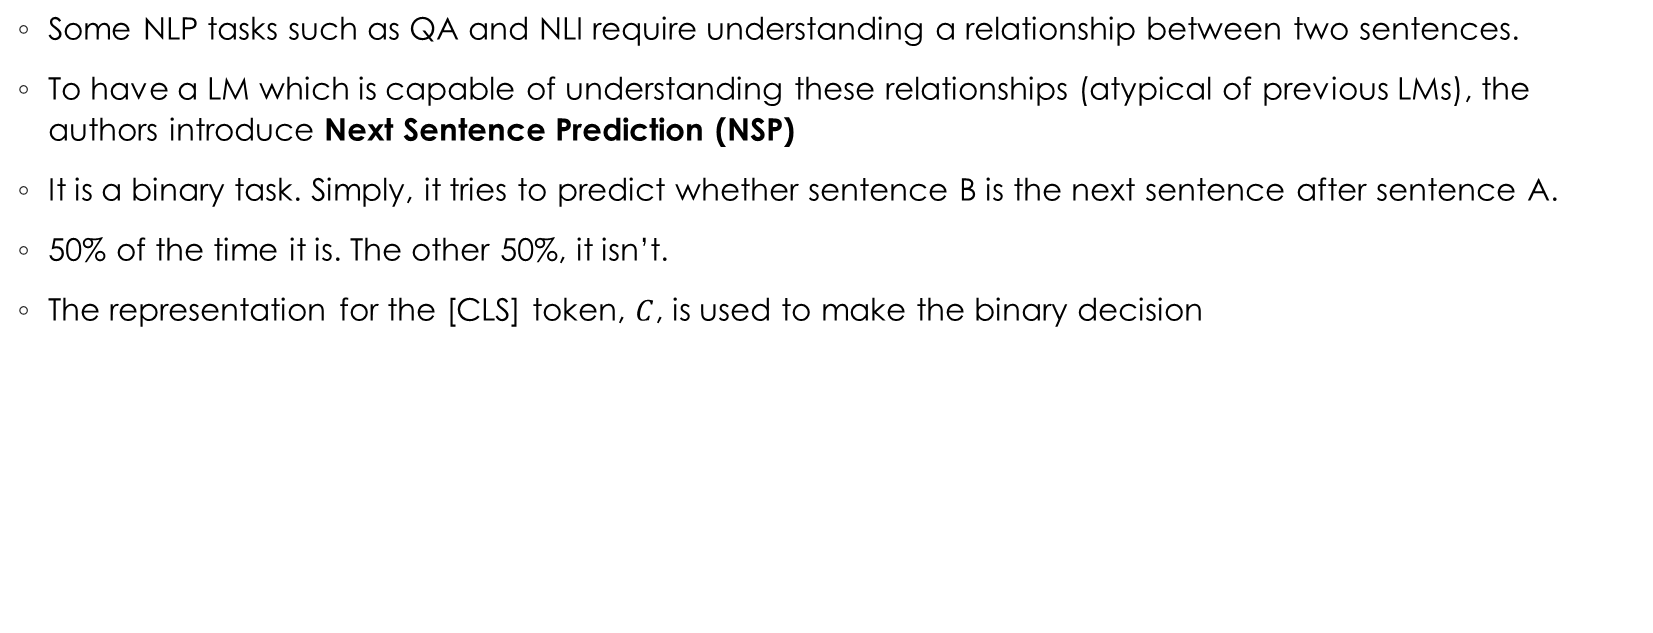 ◦ Some NLP tasks such as QA and NLI require understanding a relationship between two sentences.
◦ To have a LM which is capable of understanding these relationships (atypical of previous LMs), the
authors introduce Next Sentence Prediction (NSP)
◦ It is a binary task. Simply, it tries to predict whether sentence B is the next sentence after sentence A.
◦ 50% of the time it is. The other 50%, it isn’t.
◦ The representation for the [CLS] token, C, is used to make the binary decision